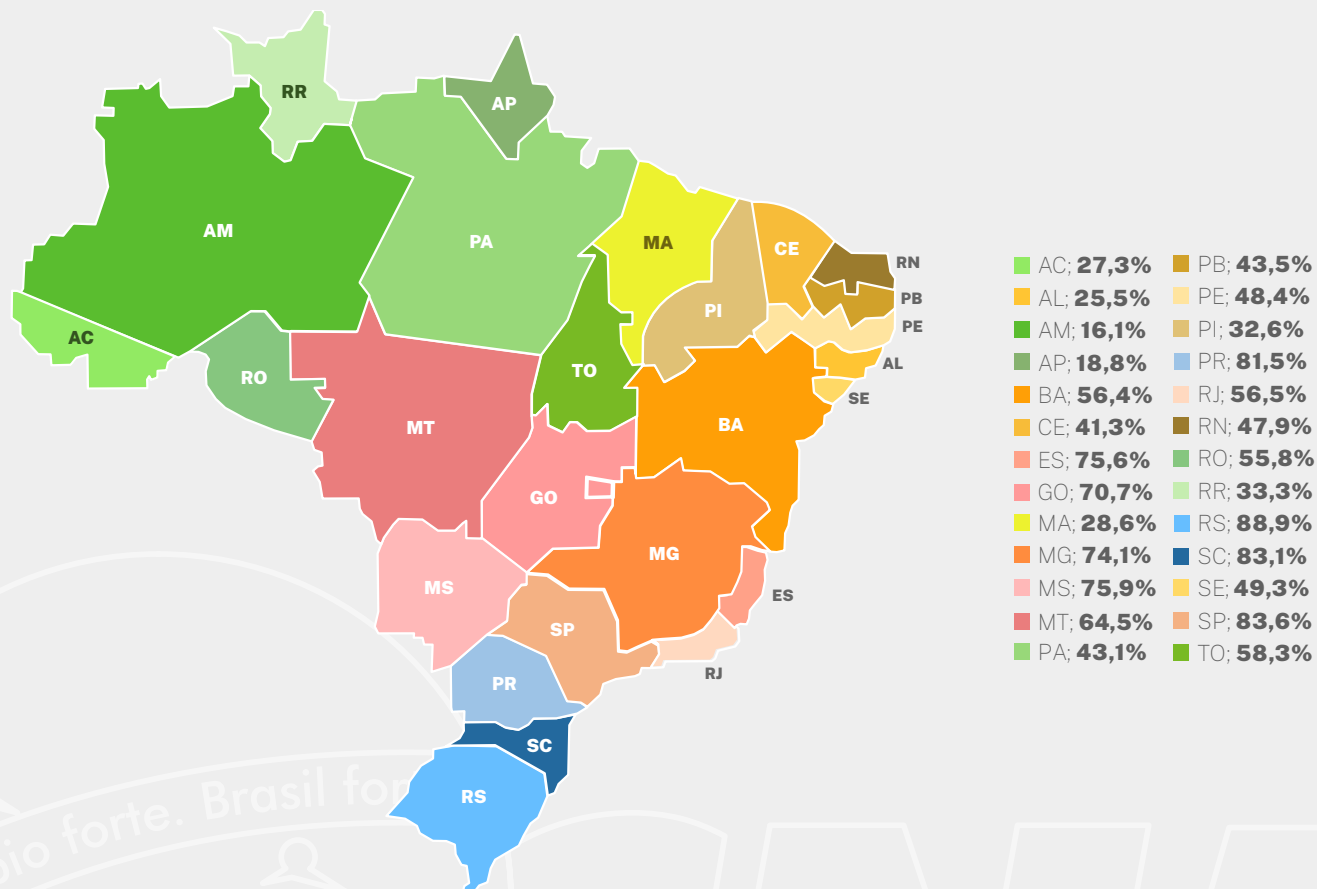 RR
AP
AM
PA
MA
CE
RN
PB
PE
PI
AC
AL
RO
TO
SE
MT
BA
GO
MG
MS
ES
SP
RJ
PR
SC
RS
AC; 27,3%
AL; 25,5%
AM; 16,1%
AP; 18,8%
BA; 56,4%
CE; 41,3%
ES; 75,6%
GO; 70,7%
MA; 28,6%
MG; 74,1%
MS; 75,9%
MT; 64,5%
PA; 43,1%
PB; 43,5%
PE; 48,4%
PI; 32,6%
PR; 81,5%
RJ; 56,5%
RN; 47,9%
RO; 55,8%
RR; 33,3%
RS; 88,9%
SC; 83,1%
SE; 49,3%
SP; 83,6%
TO; 58,3%
forte. Brasil